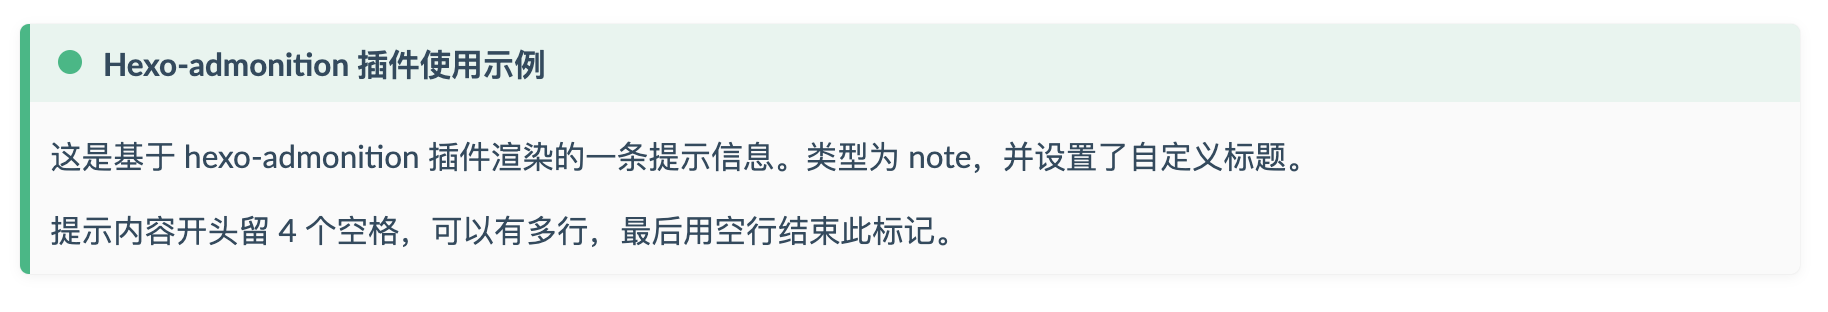 Hexo-admonition 插件使用示例
这是基于 hexo-admonition 插件渲染的一条提示信息。类型为 note，并设置了自定义标题。
提示内容开头留 4 个空格，可以有多行，最后用空行结束此标记。